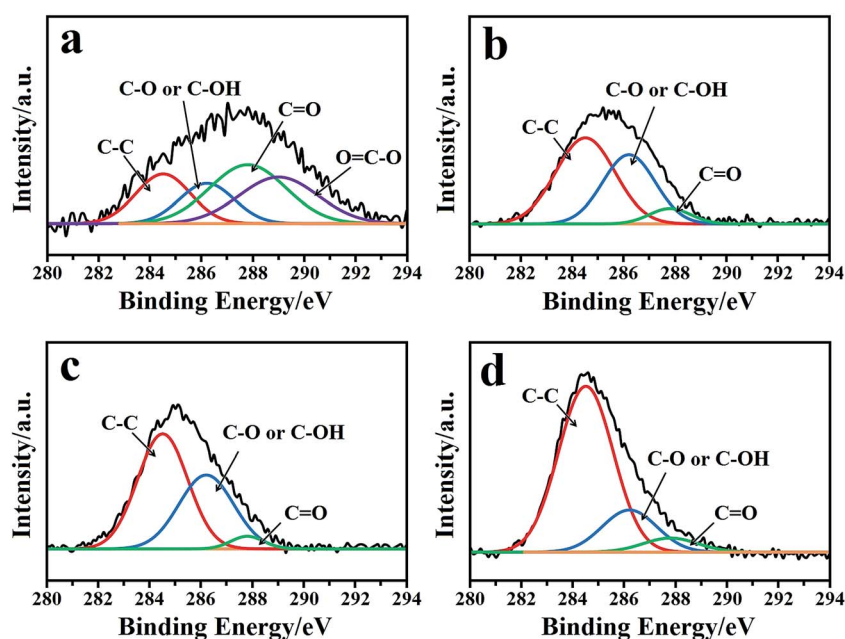 a
C-O or C-OH
C=O
C-C
O=C-O
Intensity/a.u.
280 282 284 286 288 290 292 294
Binding Energy/eV
b
C-O or C-OH
C-C
C=O
Intensity/a.u.
280 282 284 286 288 290 292 294
Binding Energy/eV
c
C-C
C-O or C-OH
C=O
Intensity/a.u.
280 282 284 286 288 290 292 294
Binding Energy/eV
d
C-C
C-O or C-OH
C=O
Intensity/a.u.
280 282 284 286 288 290 292 294
Binding Energy/eV